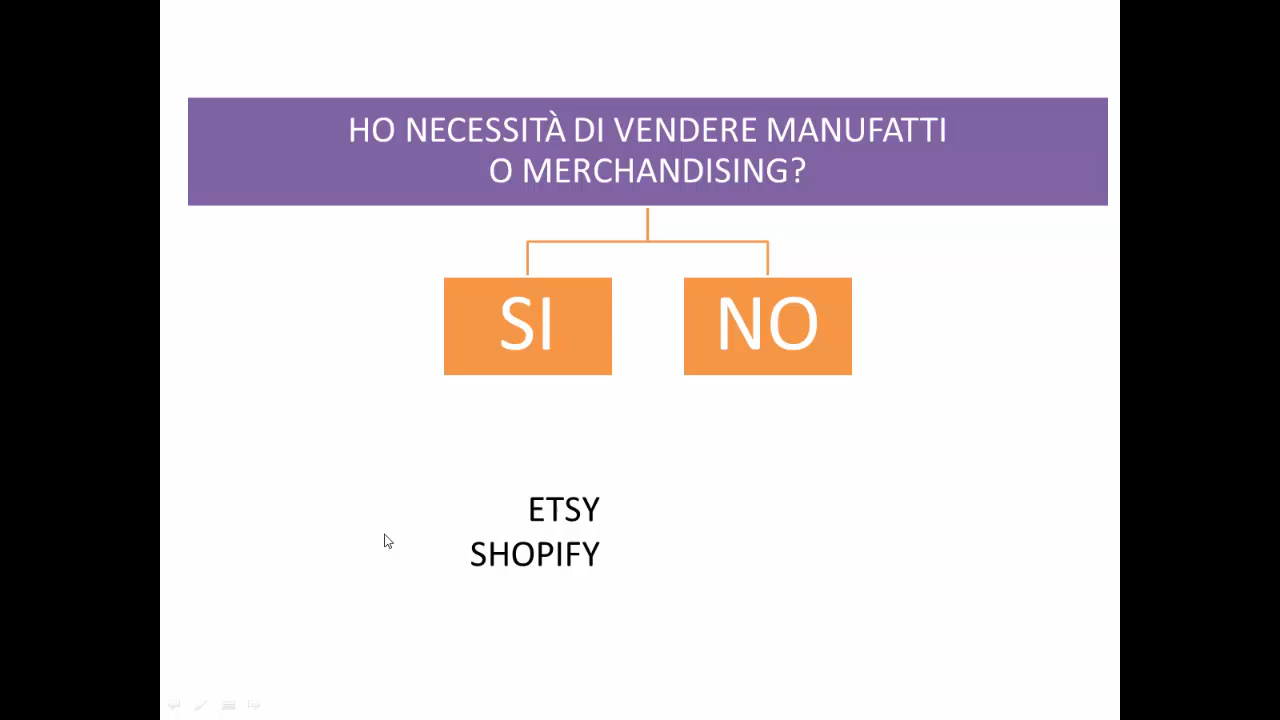 HO NECESSITÀ DI VENDERE MANUFATTI
O MERCHANDISING?
SI
NO
ETSY
SHOPIFY